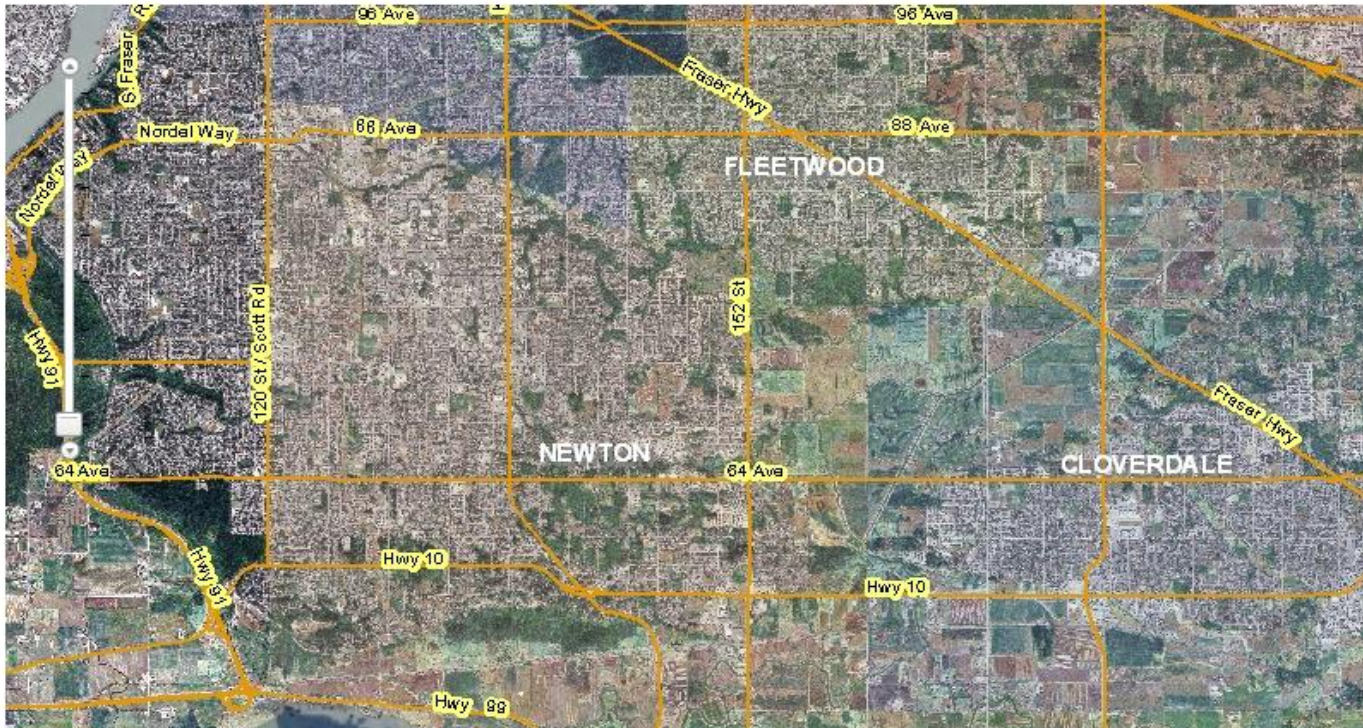 96 Ave
96 Ave
S. Fraser R
Fraser Hwy
Nordel Way
88 Ave
88 Ave
Nordel Way
FLEETWOOD
120 St / Scott Rd
152 St
Hwy 91
Fraser Hwy
NEWTON
64 Ave
64 Ave
CLOVERDALE
Hwy 91
Hwy 10
Hwy 10
Hwy 99